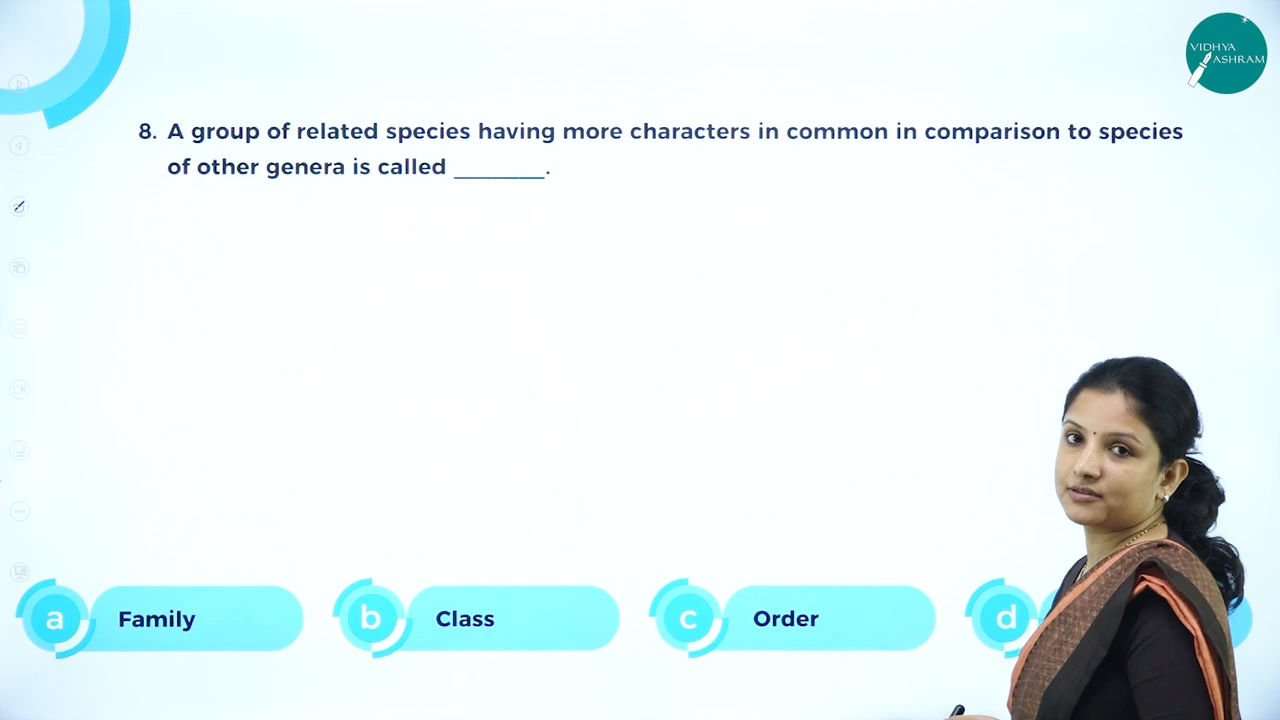 VIDHYA
ASHRAM
8. A group of related species having more characters in common in comparison to species
of other genera is called ________.
a Family
b Class
c Order
d